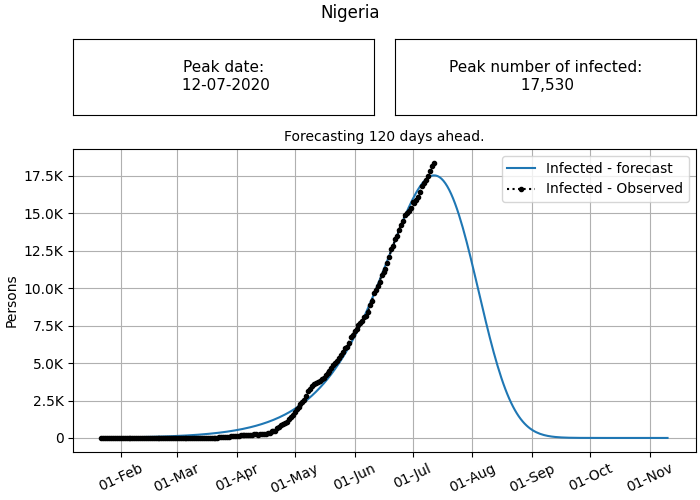 Nigeria
Peak date:
12-07-2020
Peak number of infected:
17,530
Forecasting 120 days ahead.
Infected - forecast
Infected - Observed
17.5K
15.0K
12.5K
10.0K
7.5K
5.0K
2.5K
0
Persons
01-Feb
01-Mar
01-Apr
01-May
01-Jun
01-Jul
01-Aug
01-Sep
01-Oct
01-Nov